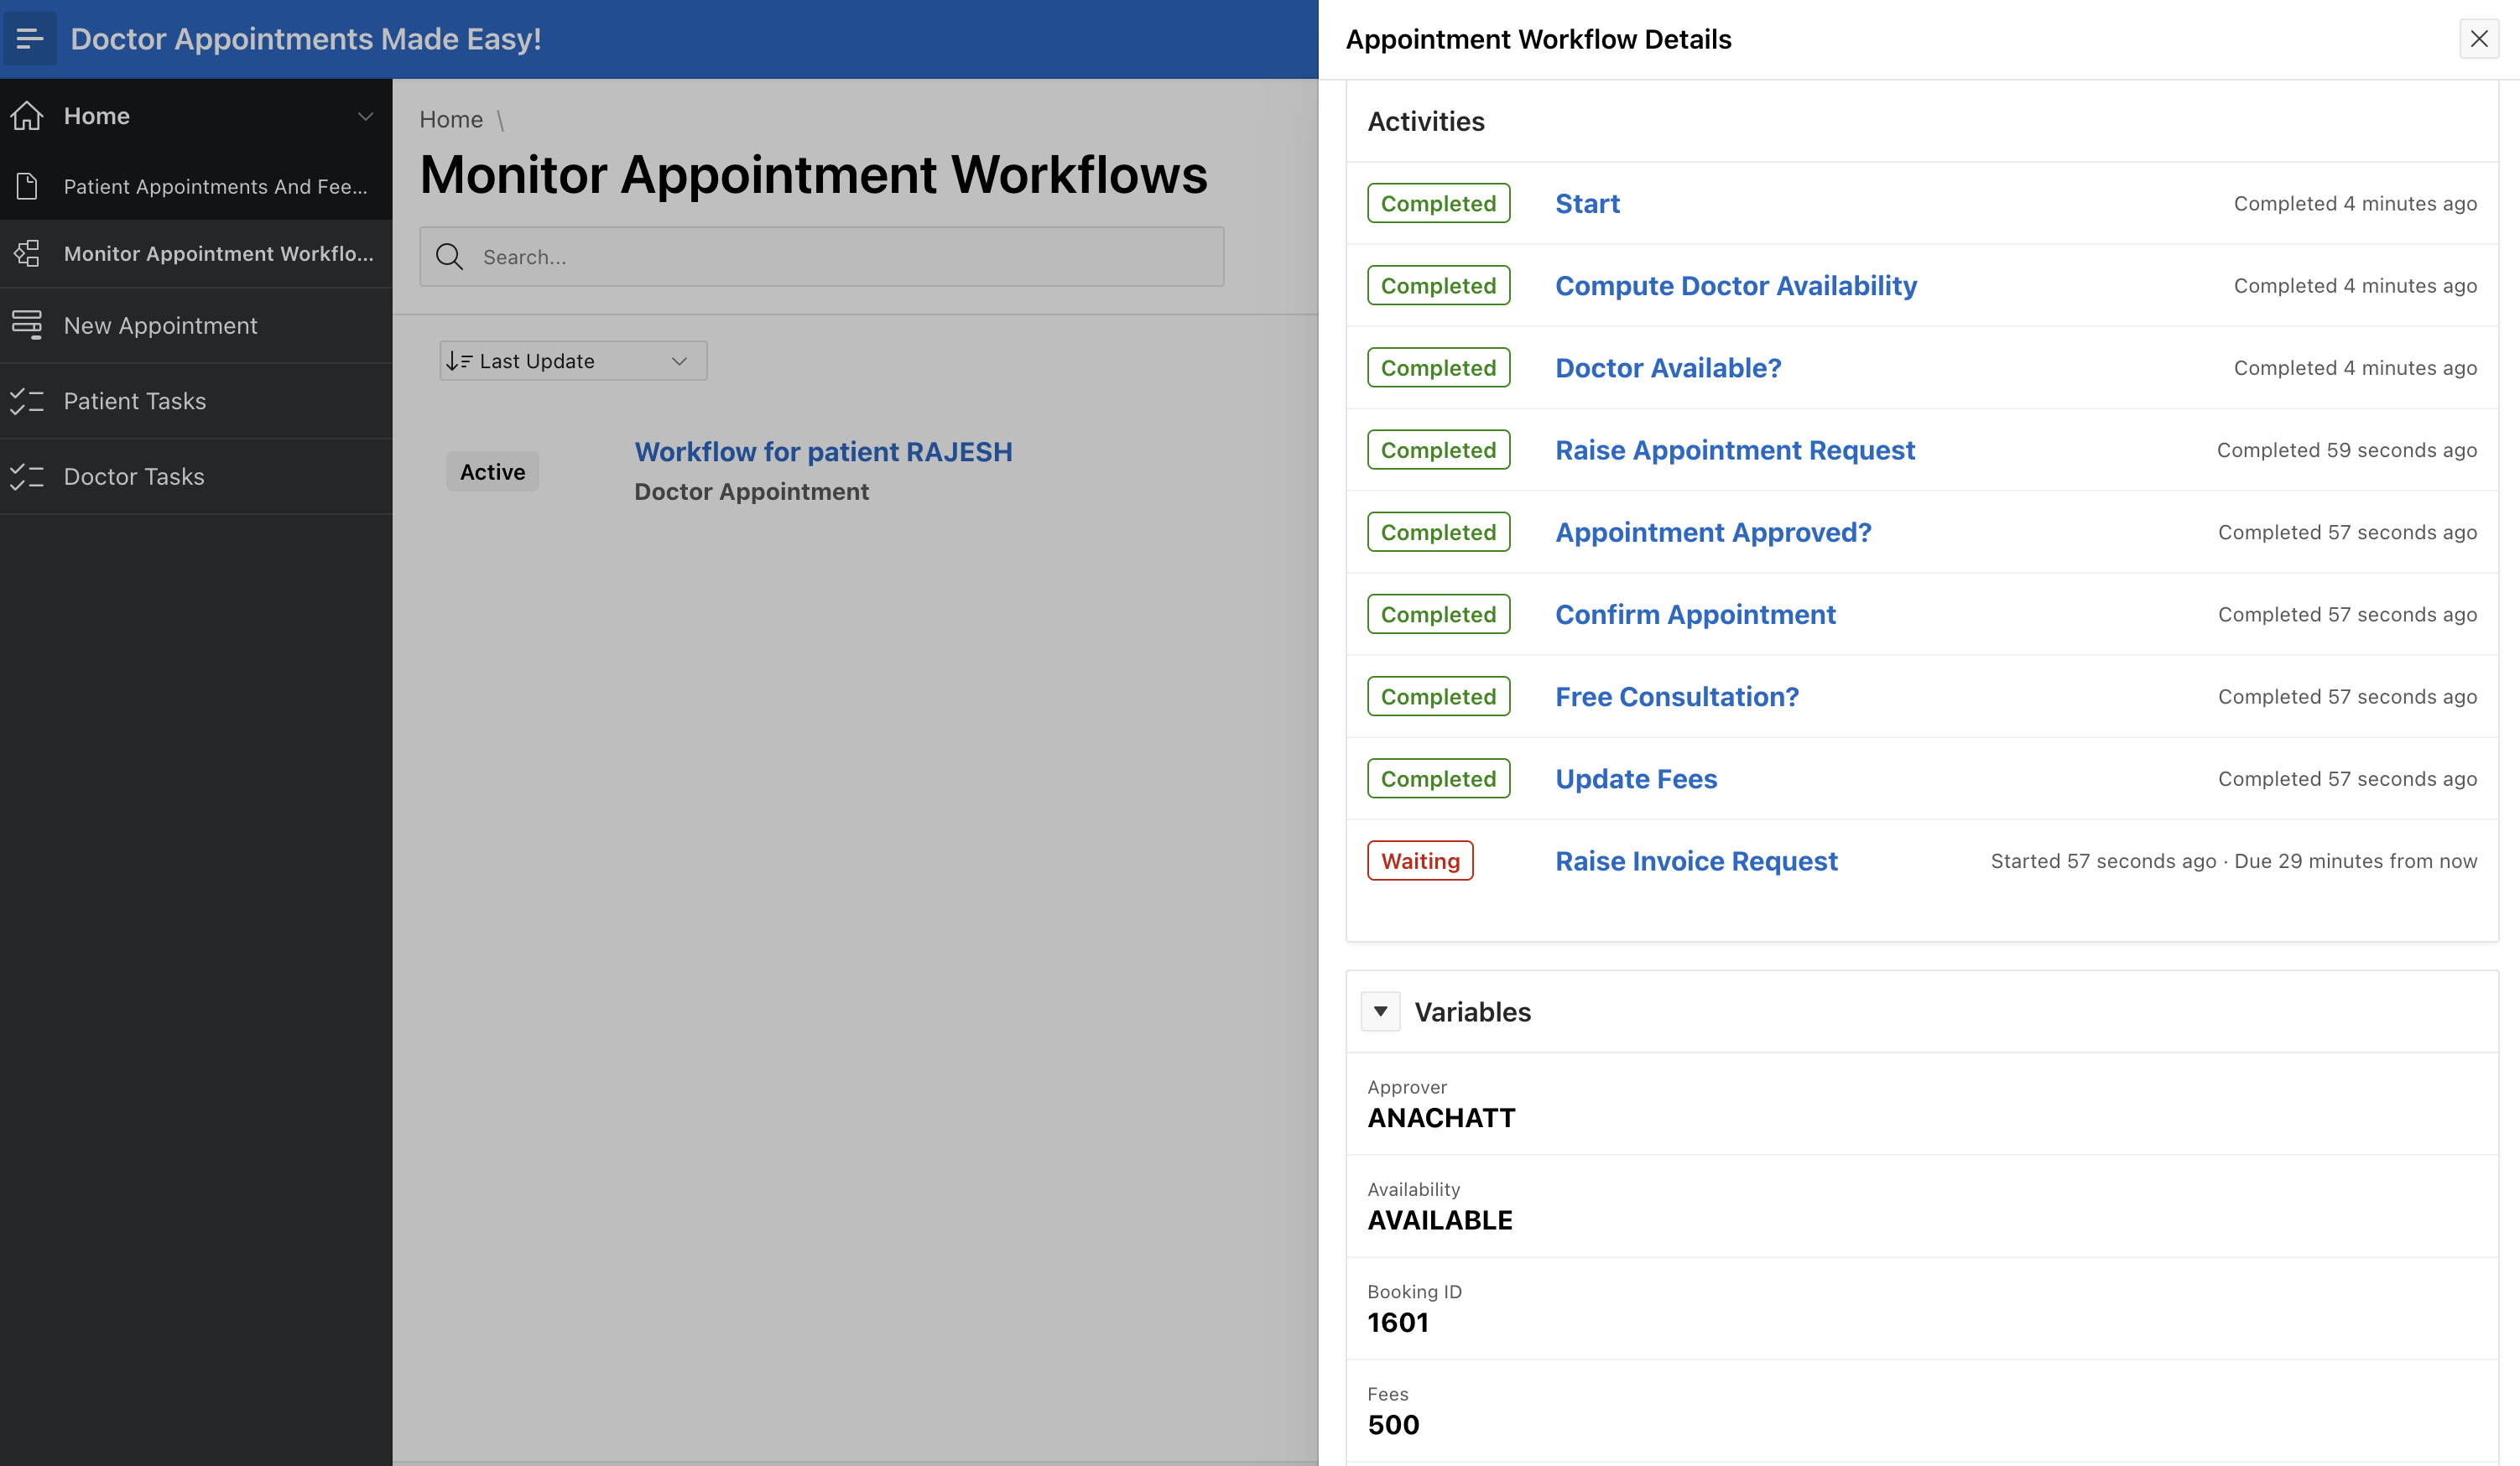 Doctor Appointments Made Easy!
Home
Patient Appointments And Fee...
Monitor Appointment Workflo...
New Appointment
Patient Tasks
Doctor Tasks
Home \
Monitor Appointment Workflows
Search...
Last Update
Active
Workflow for patient RAJESH
Doctor Appointment
Appointment Workflow Details
Activities
Completed Start Completed 4 minutes ago
Completed Compute Doctor Availability Completed 4 minutes ago
Completed Doctor Available? Completed 4 minutes ago
Completed Raise Appointment Request Completed 59 seconds ago
Completed Appointment Approved? Completed 57 seconds ago
Completed Confirm Appointment Completed 57 seconds ago
Completed Free Consultation? Completed 57 seconds ago
Completed Update Fees Completed 57 seconds ago
Waiting Raise Invoice Request Started 57 seconds ago · Due 29 minutes from now
Variables
Approver
ANACHATT
Availability
AVAILABLE
Booking ID
1601
Fees
500